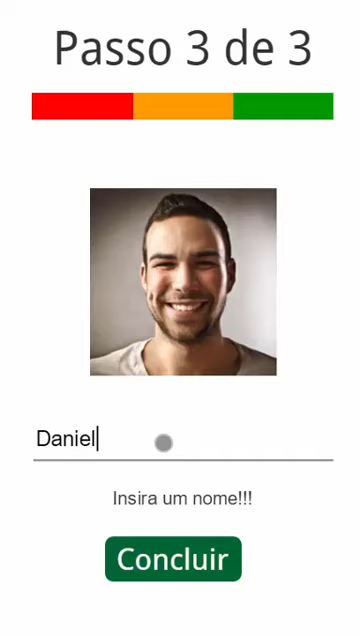 Passo 3 de 3
Daniel
Insira um nome!!!
Concluir